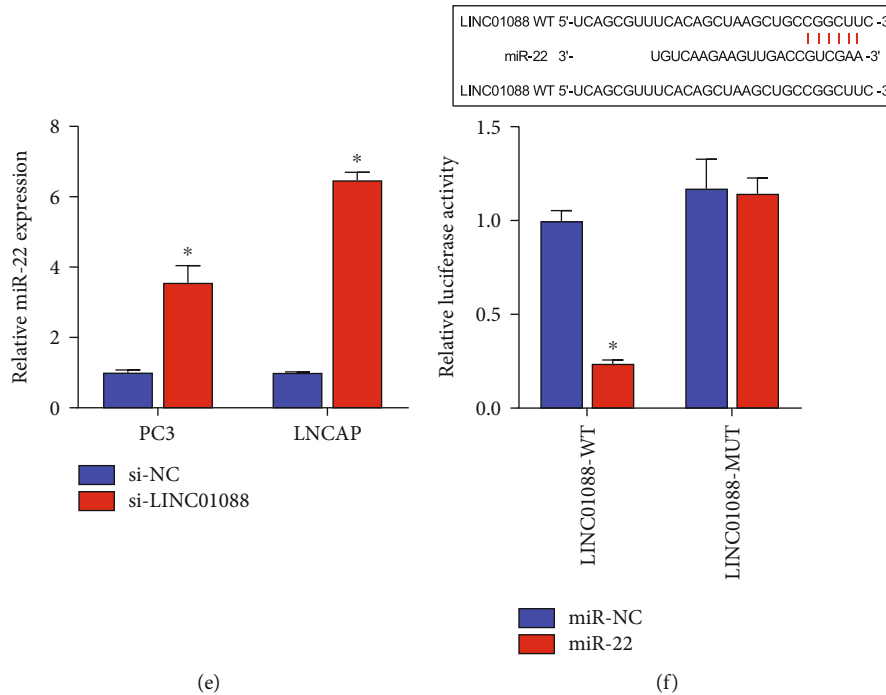 LINC01088 WT 5'-UCAGCGUUUCACAGCUAAGCUGCCGGCUUC -3'
miR-22 3'- UGUCAAGAAGUUGACCGUCGAA -3'
LINC01088 WT 5'-UCAGCGUUUCACAGCUAAGCUGCCGGCUUC -3'
Relative miR-22 expression
8
6
4
2
0
*
*
PC3
LNCAP
si-NC
si-LINC01088
(e)
Relative luciferase activity
1.5
1.0
0.5
0.0
*
LINC01088-WT
LINC01088-MUT
miR-NC
miR-22
(f)